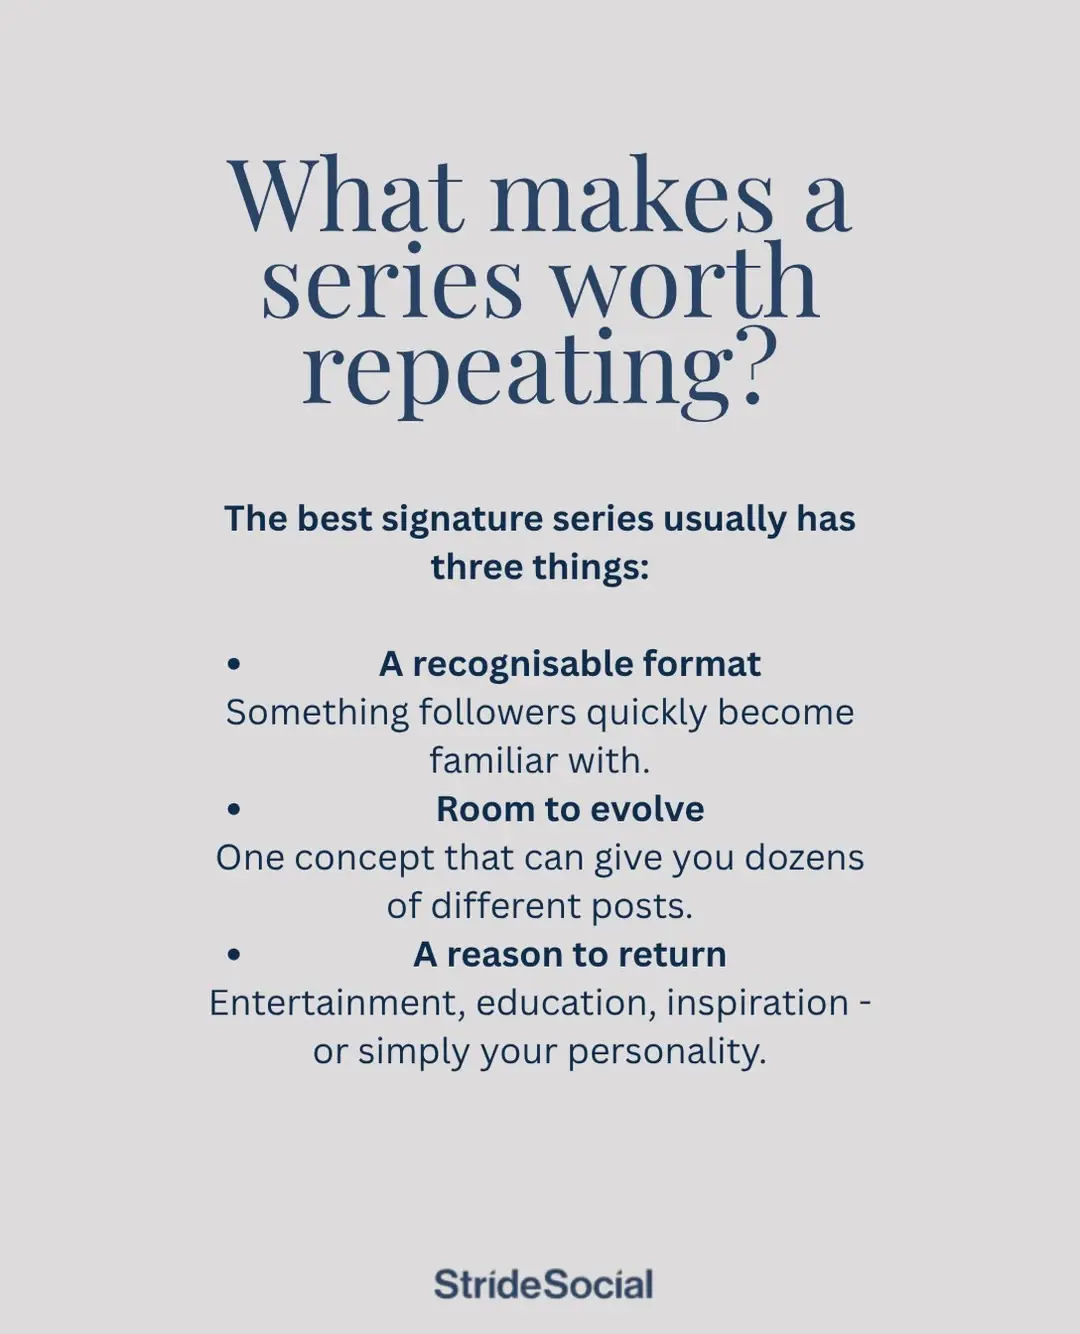 What makes a
series worth
repeating?
The best signature series usually has
three things:
• A recognisable format
Something followers quickly become
familiar with.
• Room to evolve
One concept that can give you dozens
of different posts.
• A reason to return
Entertainment, education, inspiration -
or simply your personality.
StrideSocial